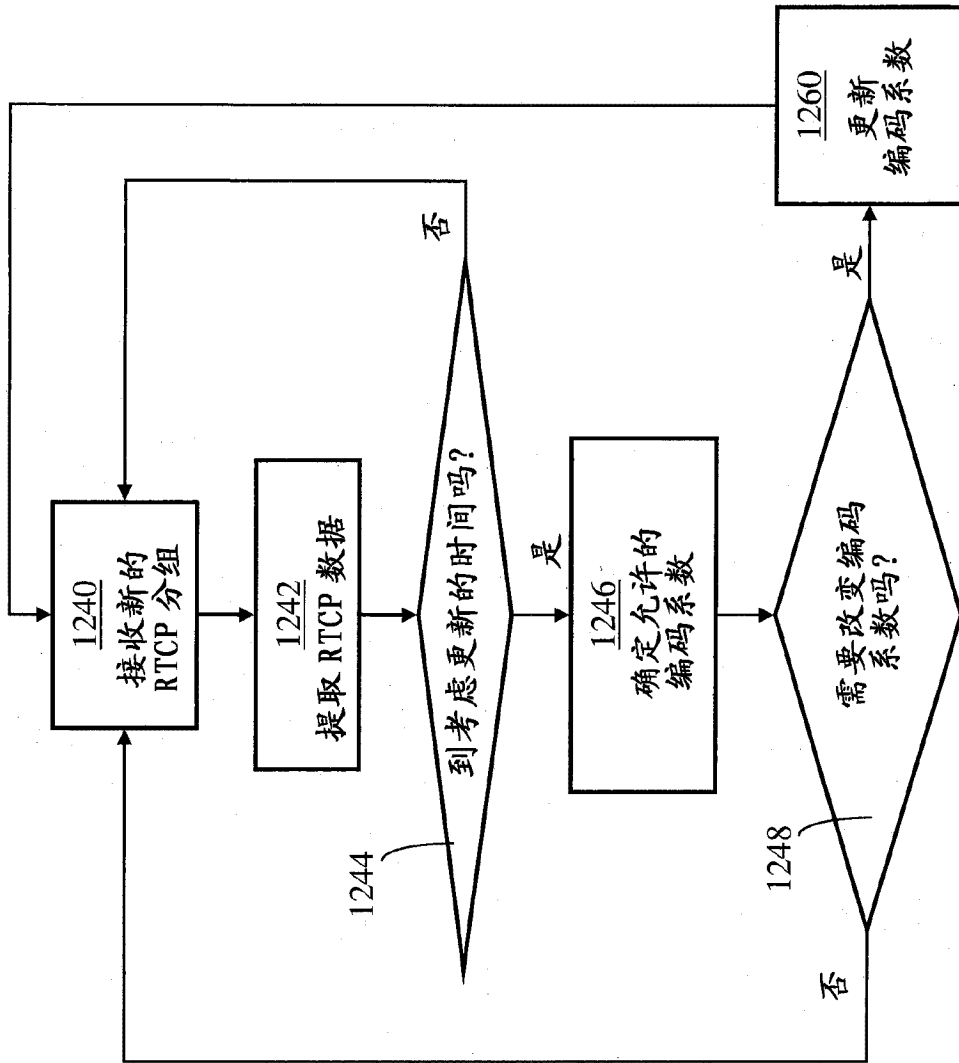 1240
接收新的
RTCP 分组
1242
提取 RTCP 数据
1244
到考虑更新的时间吗?
否
是
1246
确定允许的
编码系数
1248
需要改变编码
系数吗?
否
是
1260
更新
编码系数